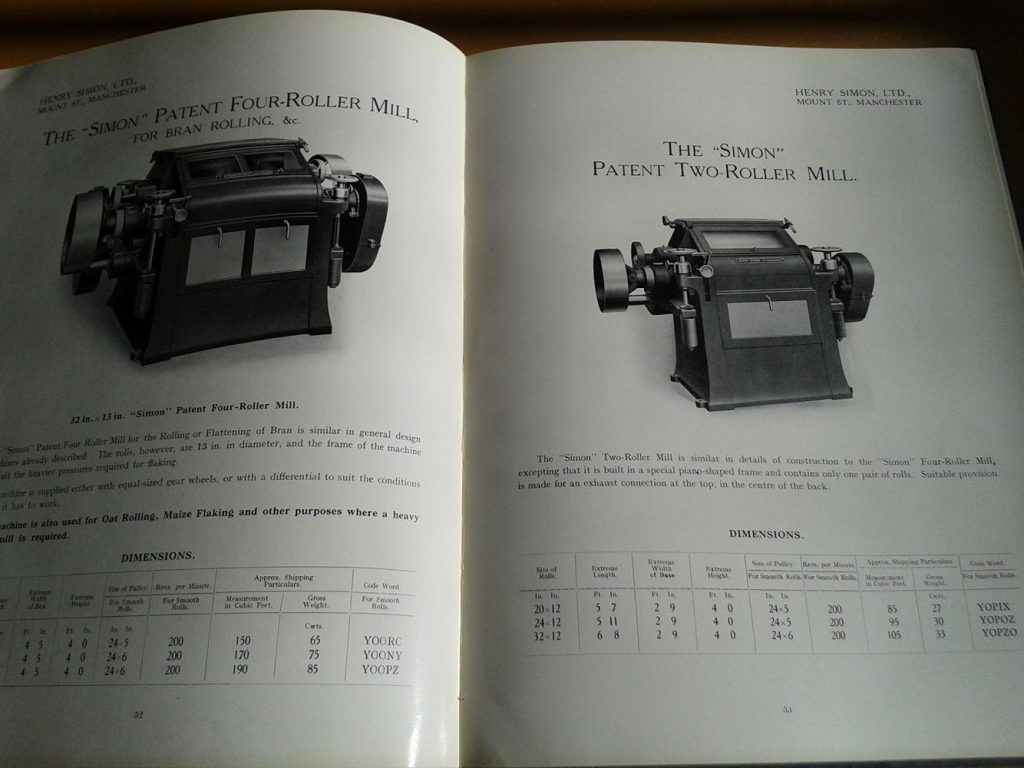 HENRY SIMON, LTD.,
MOUNT ST., MANCHESTER
THE "SIMON" PATENT FOUR-ROLLER MILL,
FOR BRAN ROLLING, &c.
32 in. × 13 in. "Simon" Patent Four-Roller Mill.
"Simon" Patent Four-Roller Mill for the Rolling or Flattening of Bran is similar in general design
already described. The rolls, however, are 13 in. in diameter, and the frame of the machine
the heavier pressures required for flaking.
machine is supplied either with equal-sized gear wheels, or with a differential to suit the conditions
it has to work.
machine is also used for Oat Rolling, Maize Flaking and other purposes where a heavy
mill is required.
DIMENSIONS.
Extreme Width of Base. Extreme Height. Size of Pulley. Revs. per Minute. Approx. Shipping Particulars. Code Word.
For Smooth Rolls. For Smooth Rolls. Measurement in Cubic Feet. Gross Weight. For Smooth Rolls.
Ft. In. Ft. In. In. In. Cwts.
4 5 4 0 24×5 200 150 65 YOORC
4 5 4 0 24×6 200 170 75 YOONY
4 5 4 0 24×6 200 190 85 YOOPZ
52
HENRY SIMON, LTD.,
MOUNT ST., MANCHESTER
THE "SIMON"
PATENT TWO-ROLLER MILL.
The "Simon" Two-Roller Mill is similar in details of construction to the "Simon" Four-Roller Mill,
excepting that it is built in a special piano-shaped frame and contains only one pair of rolls. Suitable provision
is made for an exhaust connection at the top, in the centre of the back.
DIMENSIONS.
Size of Rolls. Extreme Length. Extreme Width of Base Extreme Height. Size of Pulley. Revs. per Minute. Approx. Shipping Particulars. Code Word.
For Smooth Rolls. For Smooth Rolls. Measurement in Cubic Feet. Gross Weight. For Smooth Rolls.
In. In. Ft. In. Ft. In. Ft. In. In. In. Cwts.
20×12 5 7 2 9 4 0 24×5 200 85 27 YOPIX
24×12 5 11 2 9 4 0 24×5 200 95 30 YOPOZ
32×12 6 8 2 9 4 0 24×6 200 105 33 YOPZO
53